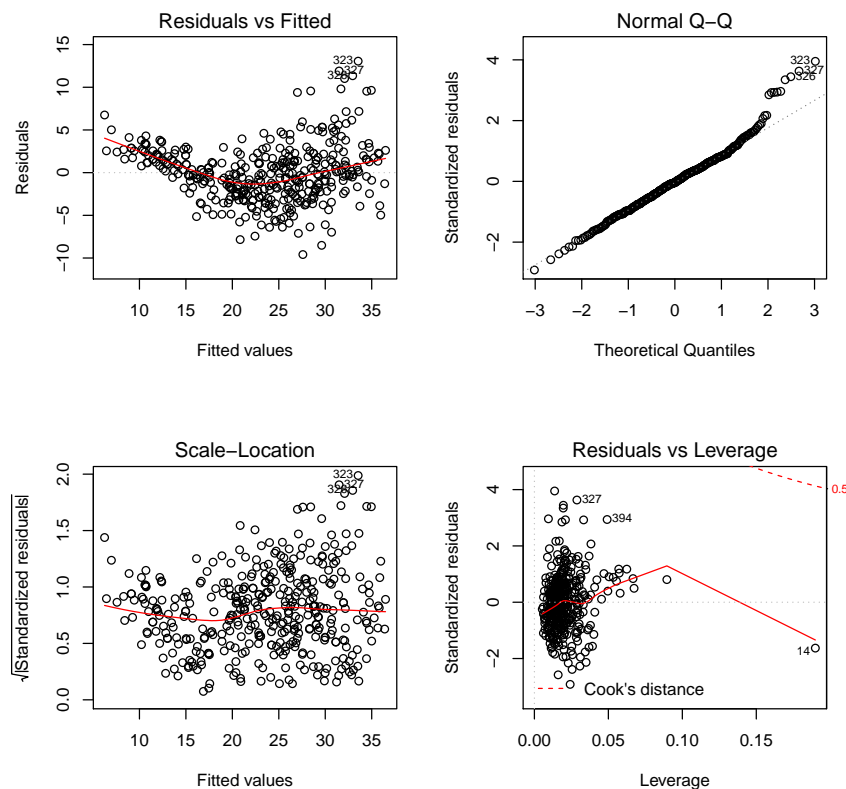 Residuals vs Fitted
Residuals
15
10
5
0
−5
−10
323
327
326
10 15 20 25 30 35
Fitted values
Normal Q−Q
Standardized residuals
4
2
0
−2
323
327
326
−3 −2 −1 0 1 2 3
Theoretical Quantiles
Scale−Location
√|Standardized residuals|
2.0
1.5
1.0
0.5
0.0
323
327
326
10 15 20 25 30 35
Fitted values
Residuals vs Leverage
Standardized residuals
4
2
0
−2
0.5
327
394
14
Cook's distance
0.00 0.05 0.10 0.15
Leverage